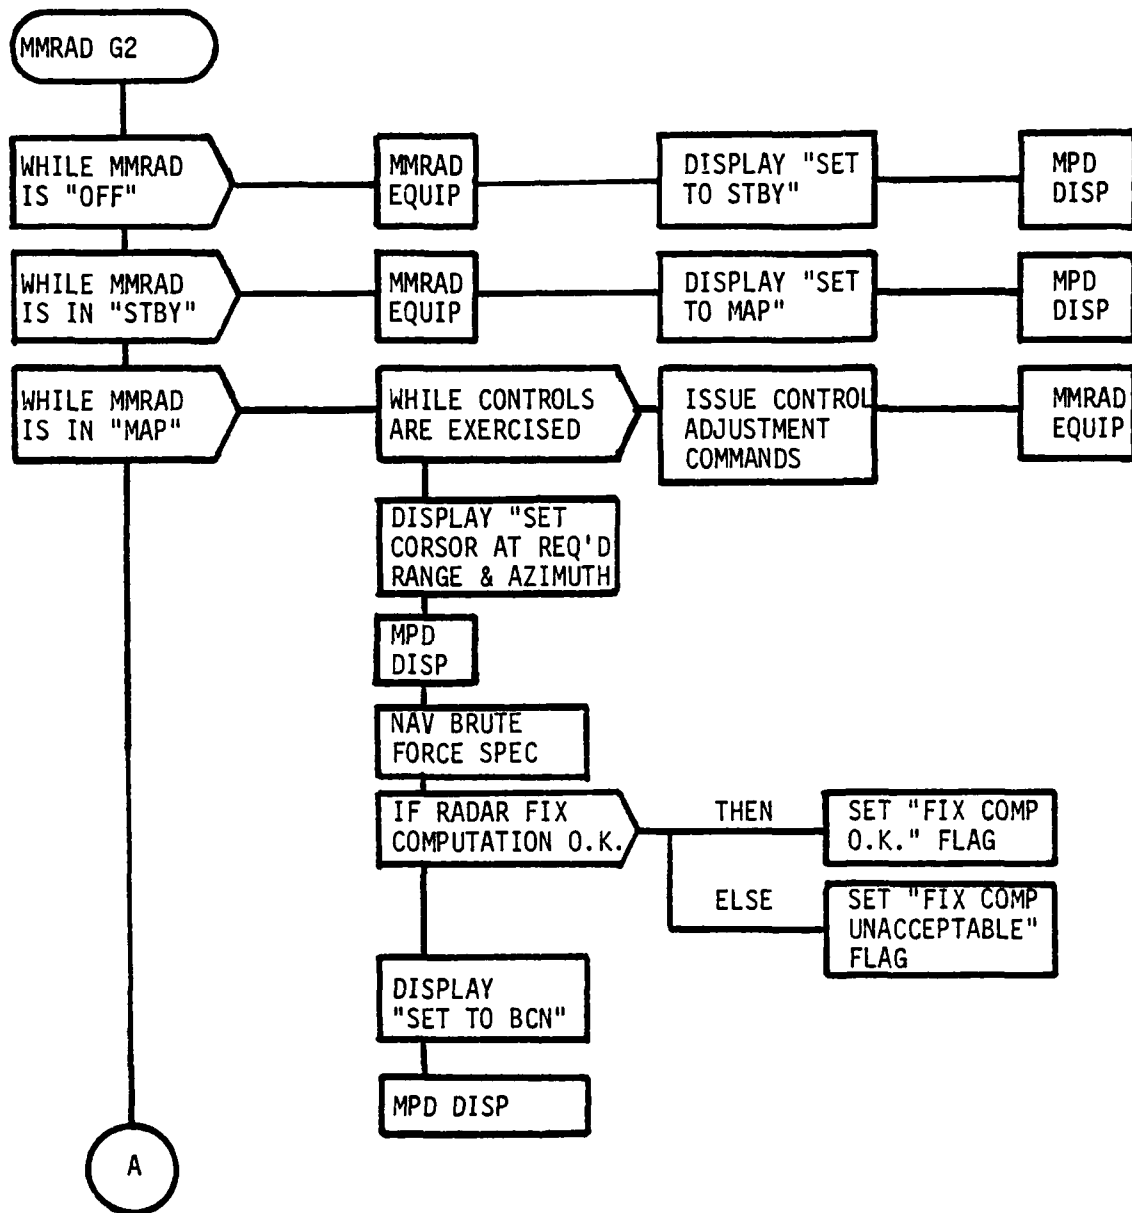 MMRAD G2
WHILE MMRAD
IS "OFF"
MMRAD
EQUIP
DISPLAY "SET
TO STBY"
MPD
DISP
WHILE MMRAD
IS IN "STBY"
MMRAD
EQUIP
DISPLAY "SET
TO MAP"
MPD
DISP
WHILE MMRAD
IS IN "MAP"
WHILE CONTROLS
ARE EXERCISED
ISSUE CONTROL
ADJUSTMENT
COMMANDS
MMRAD
EQUIP
DISPLAY "SET
CORSOR AT REQ'D
RANGE & AZIMUTH
MPD
DISP
NAV BRUTE
FORCE SPEC
IF RADAR FIX
COMPUTATION O.K.
THEN
SET "FIX COMP
O.K." FLAG
ELSE
SET "FIX COMP
UNACCEPTABLE"
FLAG
DISPLAY
"SET TO BCN"
MPD DISP
A